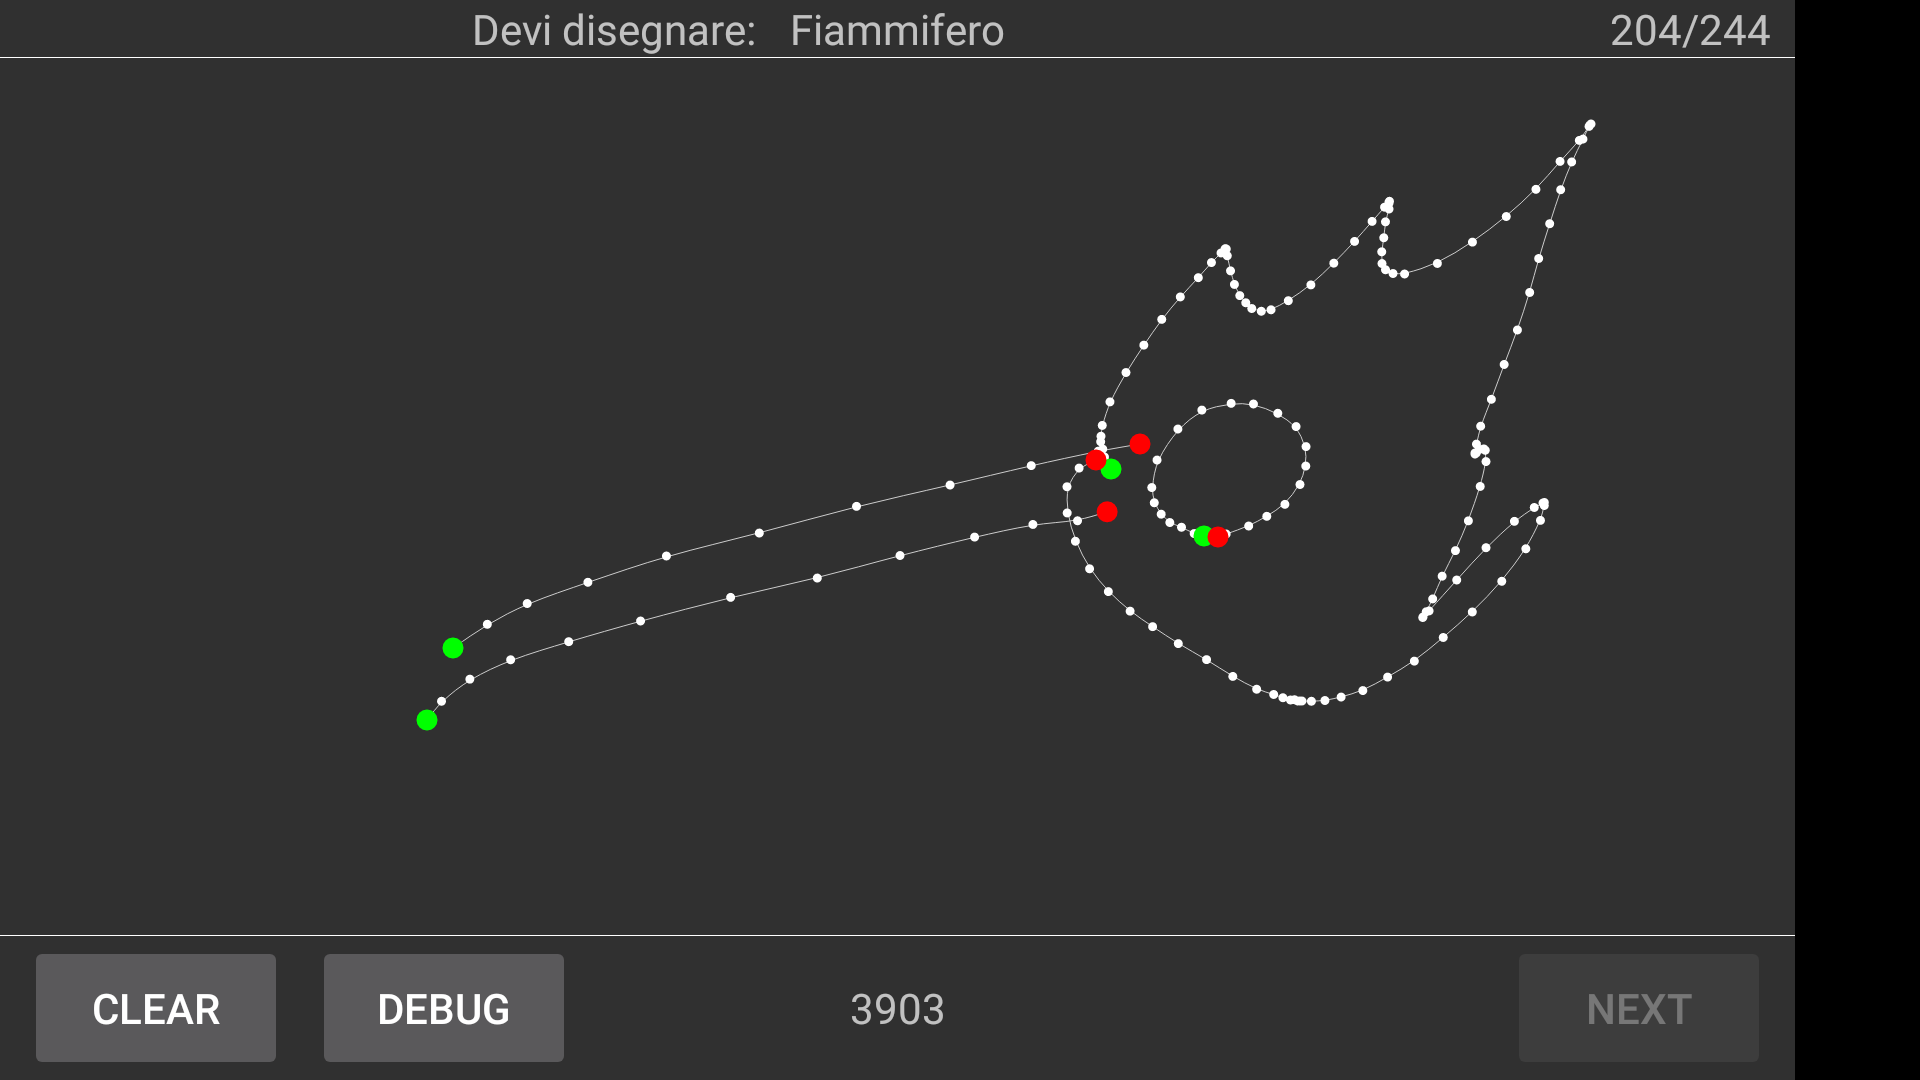 Devi disegnare: Fiammifero
204/244
CLEAR
DEBUG
3903
NEXT